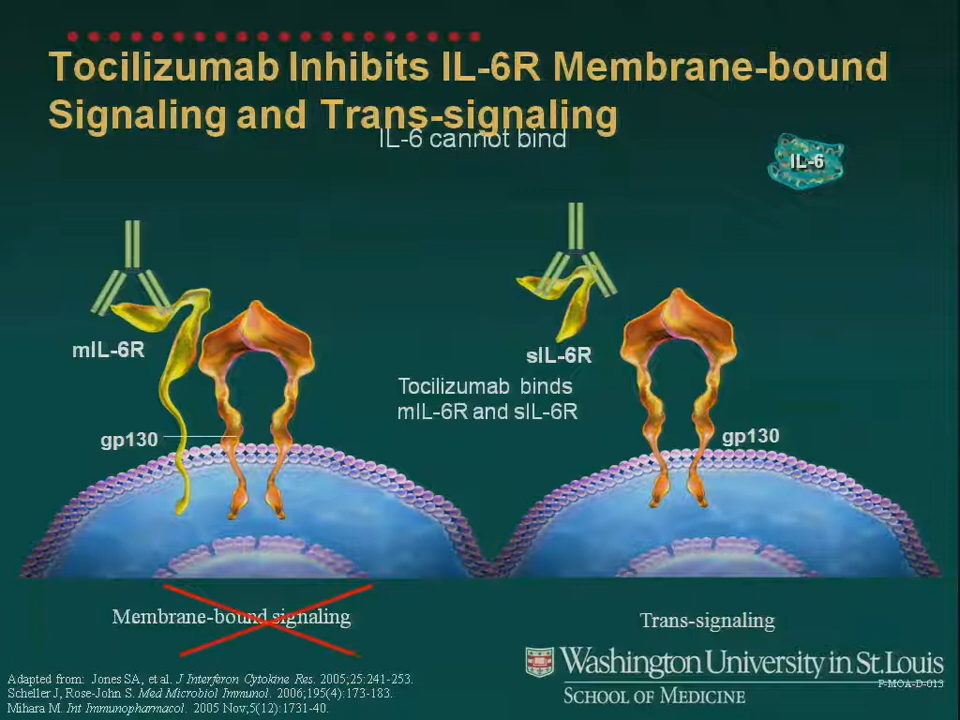 Tocilizumab Inhibits IL-6R Membrane-bound
Signaling and Trans-signaling
IL-6 cannot bind
IL-6
mIL-6R
sIL-6R
Tocilizumab binds
mIL-6R and sIL-6R
gp130
gp130
Membrane-bound signaling
Trans-signaling
Washington University in St. Louis
SCHOOL OF MEDICINE
P-MOA-D-013
Adapted from: Jones SA, et al. J Interferon Cytokine Res. 2005;25:241-253.
Scheller J, Rose-John S. Med Microbiol Immunol. 2006;195(4):173-183.
Mihara M. Int Immunopharmacol. 2005 Nov;5(12):1731-40.